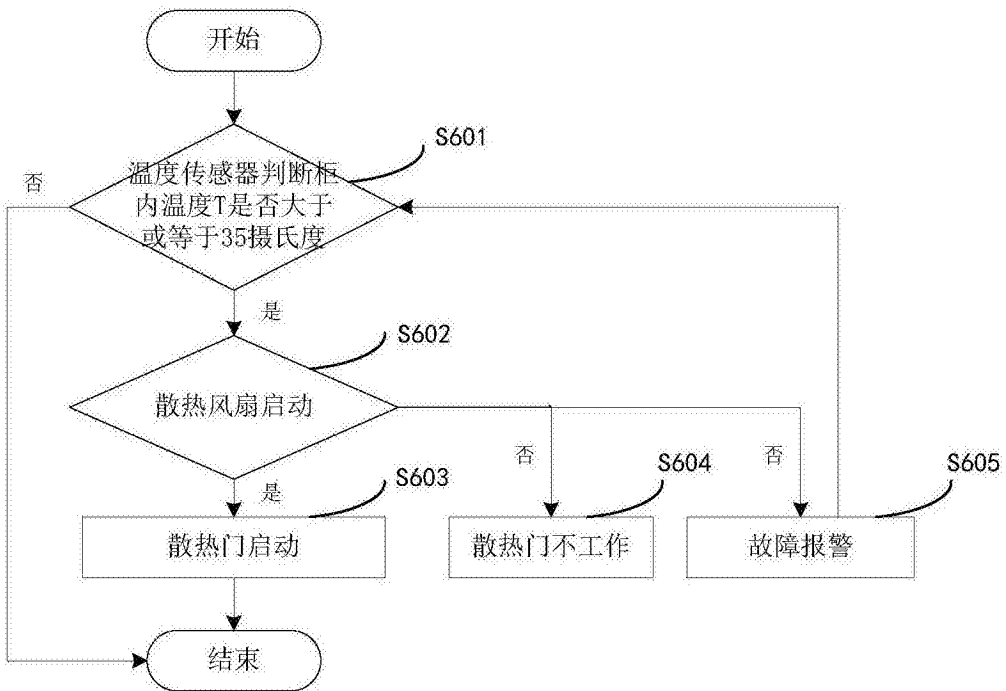 开始
S601
温度传感器判断柜
内温度T是否大于
或等于35摄氏度
否
是
S602
散热风扇启动
否
否
是
S603
S604
S605
散热门启动
散热门不工作
故障报警
结束